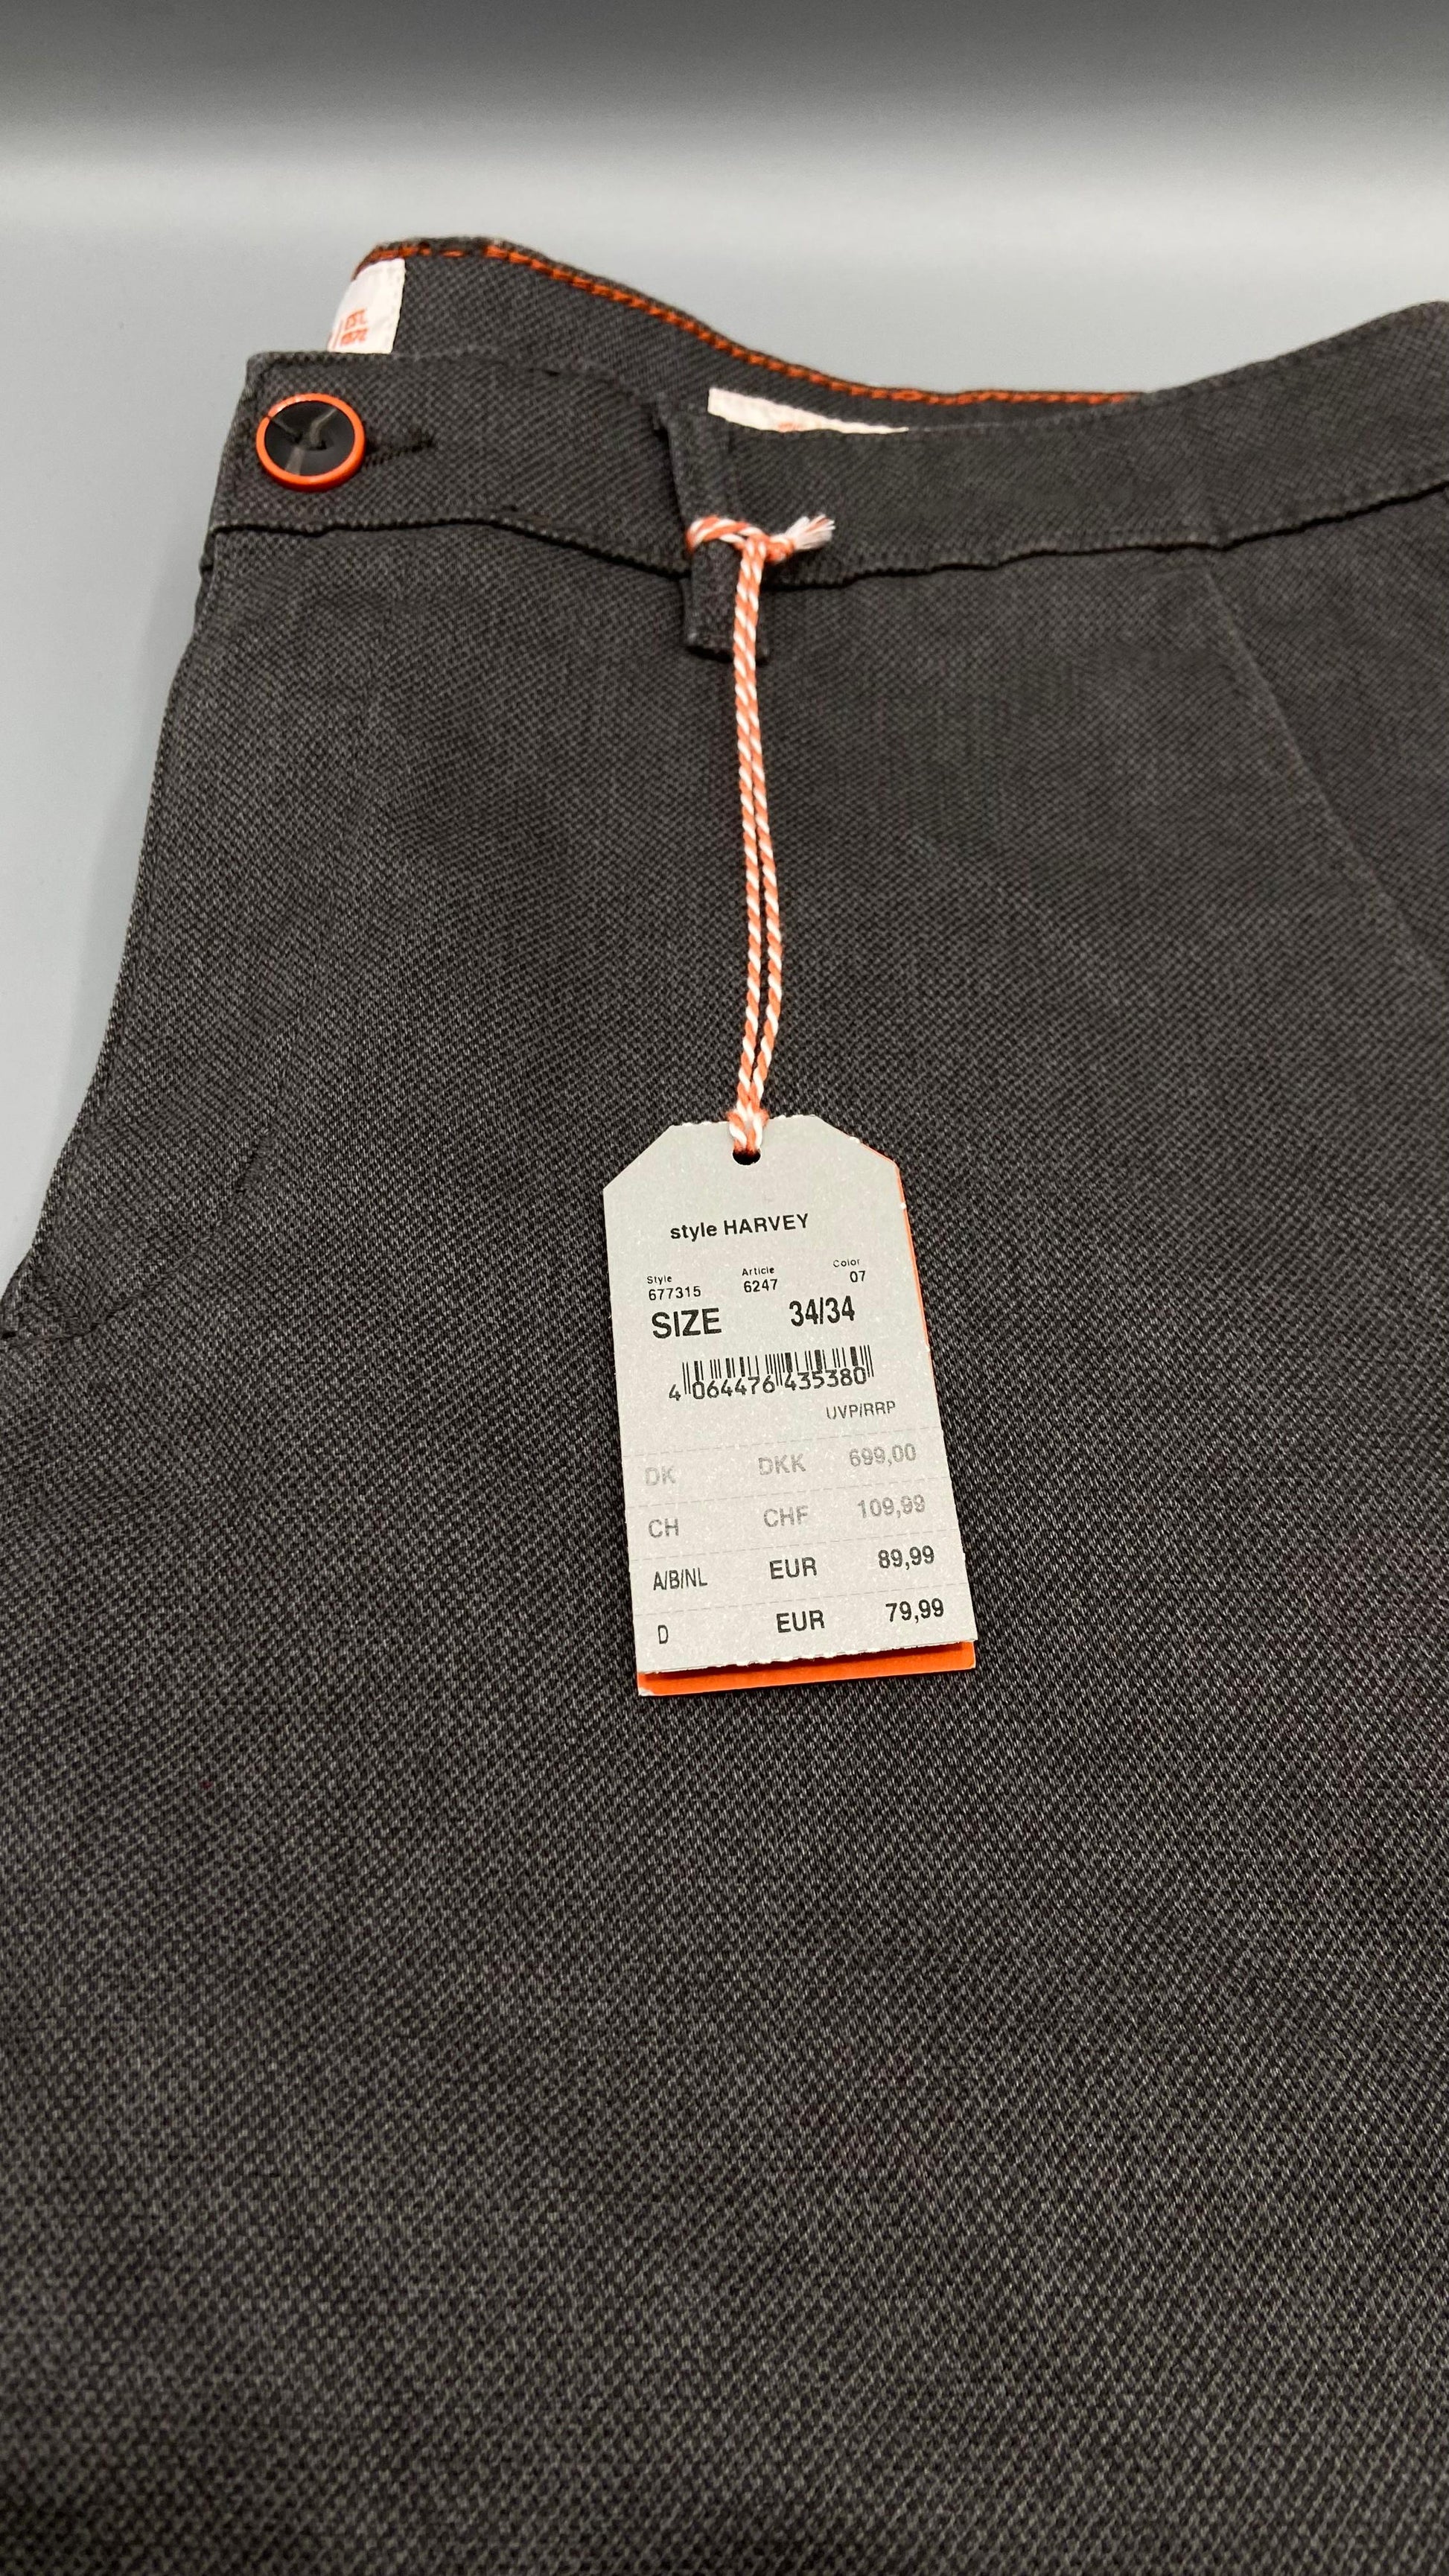 EST.
style HARVEY
Style Article Color
677315 6247 07
SIZE 34/34
4 064476 435380
UVP/RRP
DK DKK 699,00
CH CHF 109,99
A/B/NL EUR 89,99
D EUR 79,99